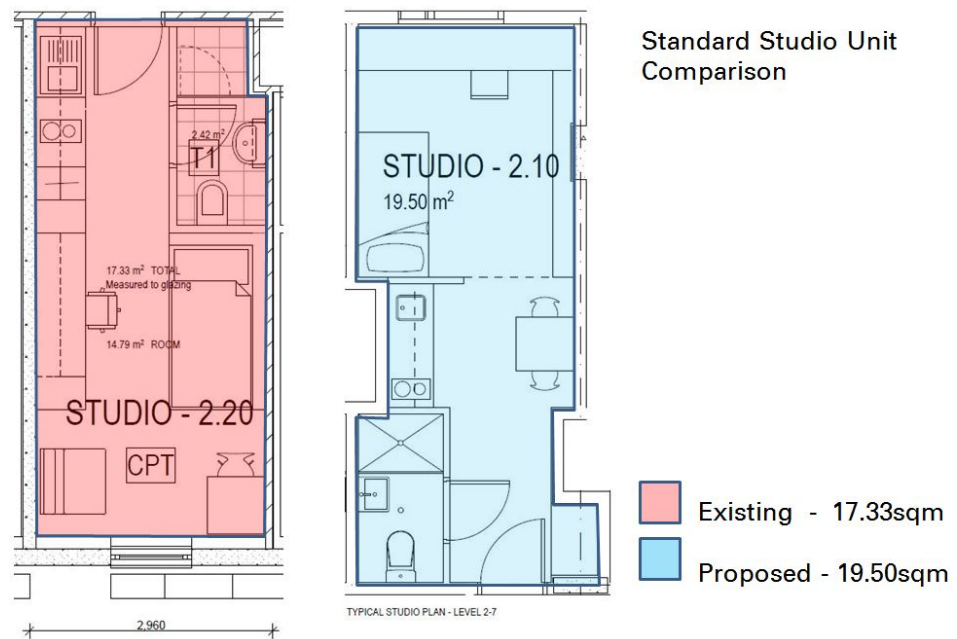 Standard Studio Unit
Comparison
2.42 m²
T1
17.33 m² TOTAL
Measured to glazing
14.79 m² ROOM
STUDIO - 2.20
CPT
2,960
STUDIO - 2.10
19.50 m²
TYPICAL STUDIO PLAN - LEVEL 2-7
Existing - 17.33sqm
Proposed - 19.50sqm